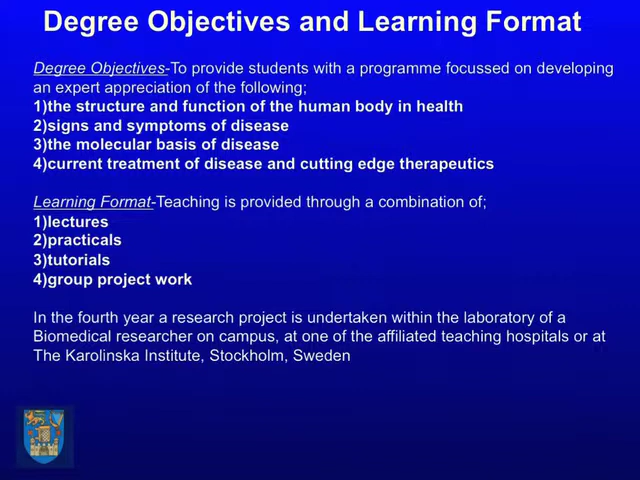 Degree Objectives and Learning Format
Degree Objectives-To provide students with a programme focussed on developing
an expert appreciation of the following;
1)the structure and function of the human body in health
2)signs and symptoms of disease
3)the molecular basis of disease
4)current treatment of disease and cutting edge therapeutics
Learning Format-Teaching is provided through a combination of;
1)lectures
2)practicals
3)tutorials
4)group project work
In the fourth year a research project is undertaken within the laboratory of a
Biomedical researcher on campus, at one of the affiliated teaching hospitals or at
The Karolinska Institute, Stockholm, Sweden